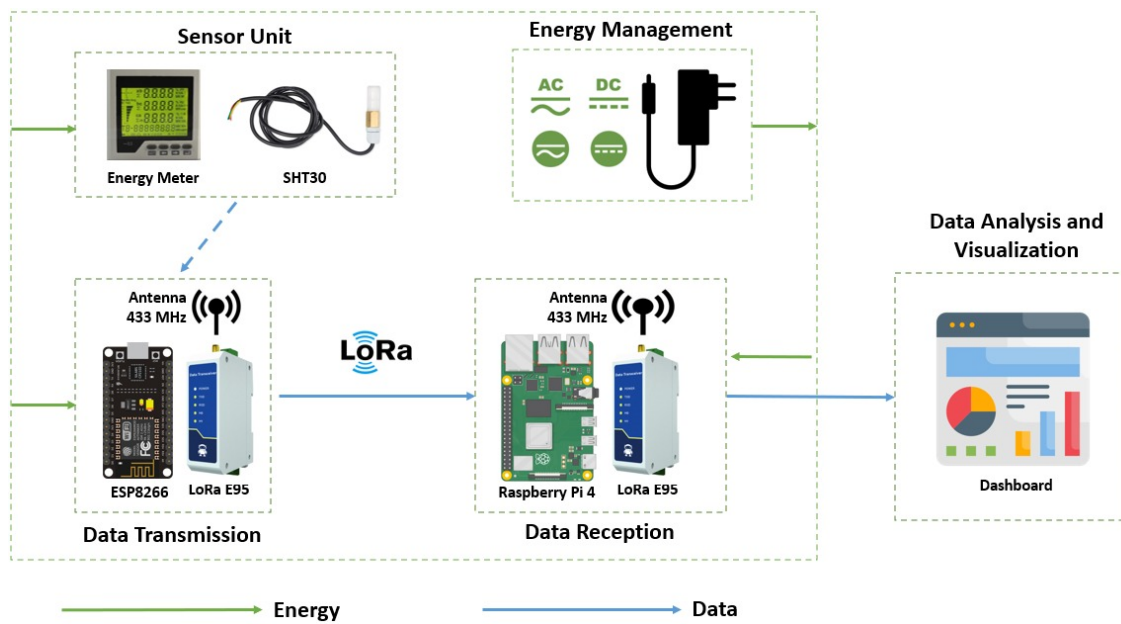 Sensor Unit
Energy Management
AC
DC
Energy Meter
SHT30
Data Analysis and
Visualization
Antenna
433 MHz
Antenna
433 MHz
LoRa
ESP8266
LoRa E95
Raspberry Pi 4
LoRa E95
Dashboard
Data Transmission
Data Reception
Energy
Data